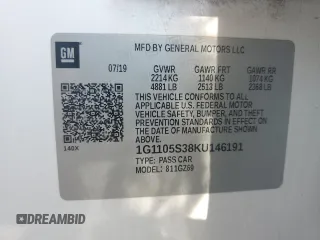 GM
MFD BY GENERAL MOTORS LLC
07/19 GVWR GAWR FRT GAWR RR
2214 KG 1140 KG 1074 KG
4881 LB 2513 LB 2368 LB
THIS VEHICLE CONFORMS TO ALL
APPLICABLE U.S. FEDERAL MOTOR
VEHICLE SAFETY, BUMPER, AND THEFT
PREVENTION STANDARDS IN EFFECT ON
THE DATE OF MANUFACTURE SHOWN
ABOVE.
140X
1G1105S38KU146191
TYPE: PASS CAR
MODEL: 811GZ69
DREAMBID